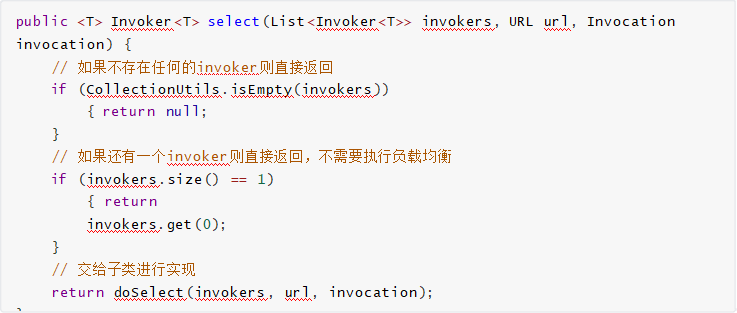 public <T> Invoker<T> select(List<Invoker<T>> invokers, URL url, Invocation
invocation) {
// 如果不存在任何的invoker则直接返回
if (CollectionUtils.isEmpty(invokers))
{ return null;
}
// 如果还有一个invoker则直接返回，不需要执行负载均衡
if (invokers.size() == 1)
{ return
invokers.get(0);
}
// 交给子类进行实现
return doSelect(invokers, url, invocation);
}